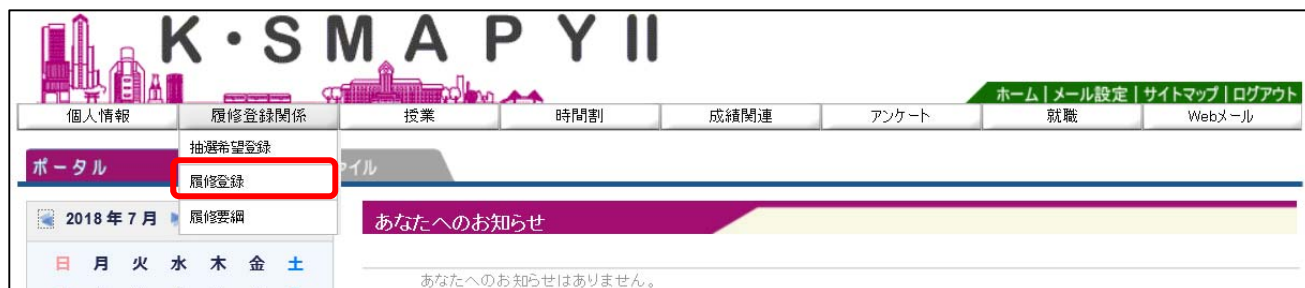 K・SMAPYⅡ
ホーム | メール設定 | サイトマップ | ログアウト
個人情報 履修登録関係 授業 時間割 成績関連 アンケート 就職 Webメール
抽選希望登録
ポータル イル
履修登録
2018年7月 履修要綱
あなたへのお知らせ
日 月 火 水 木 金 土
あなたへのお知らせはありません。